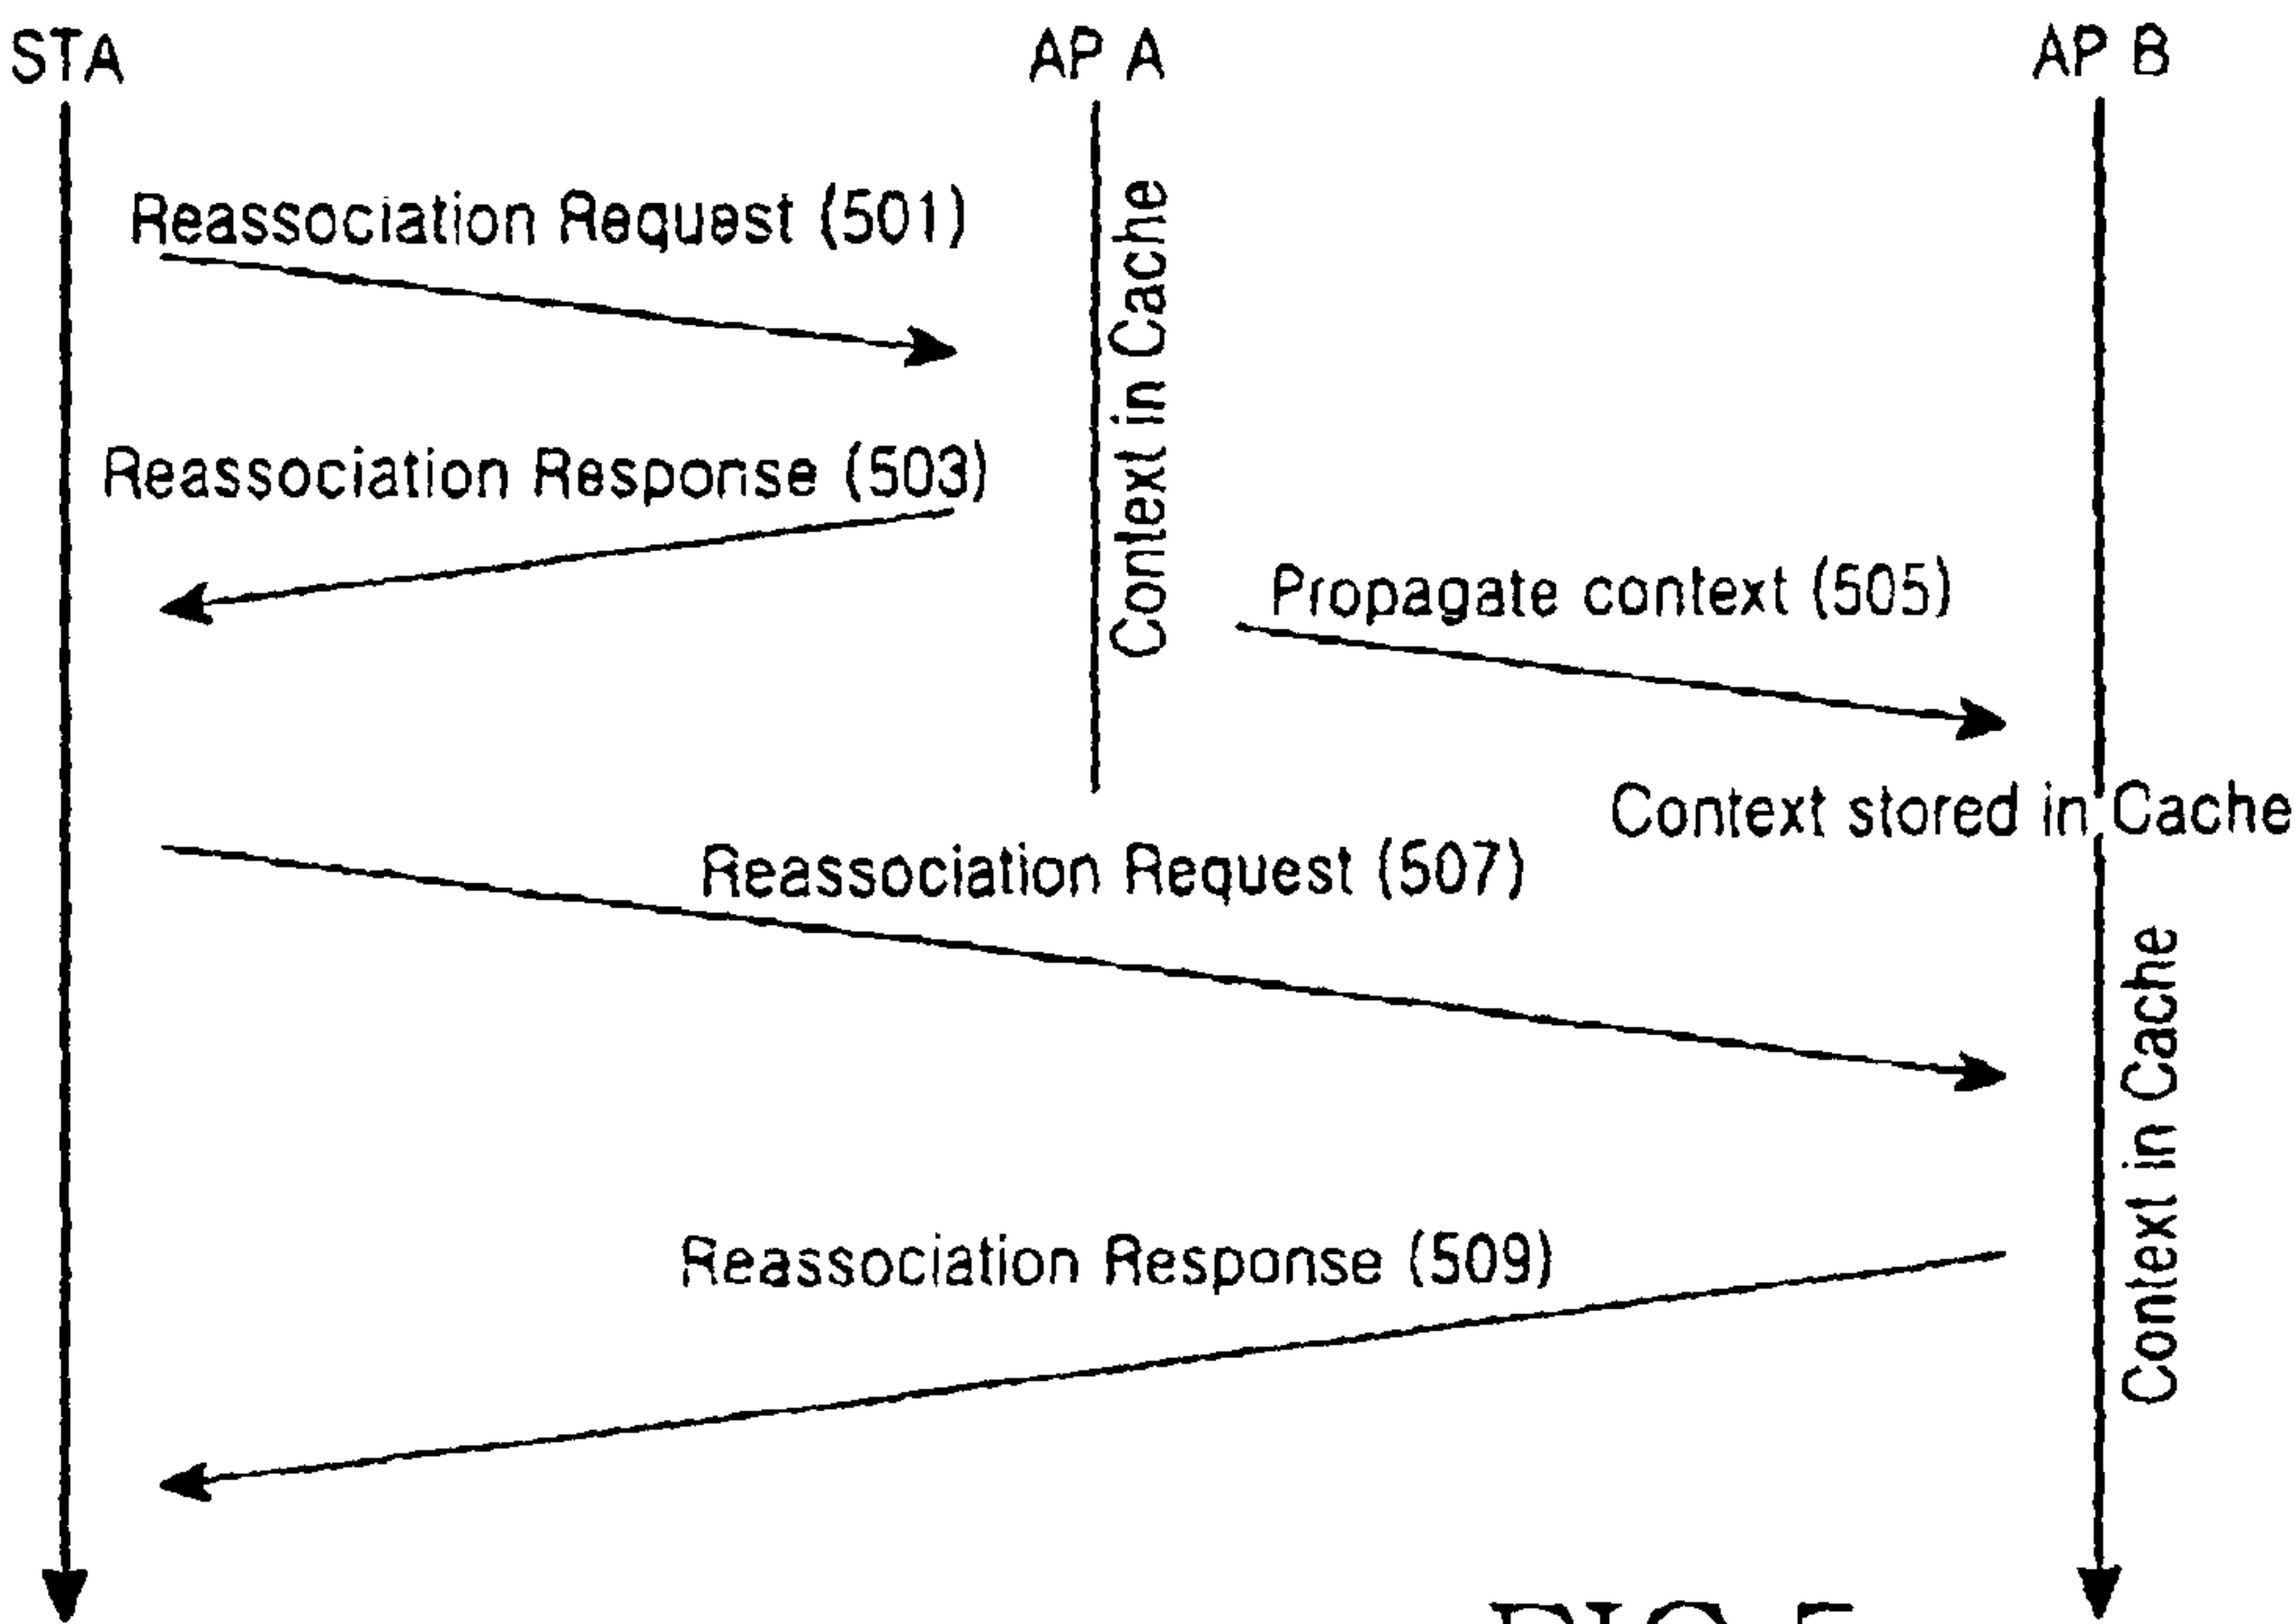 STA
AP A
AP B
Reassociation Request (501)
Context in Cache
Reassociation Response (503)
Propagate context (505)
Context stored in Cache
Reassociation Request (507)
Context in Cache
Reassociation Response (509)